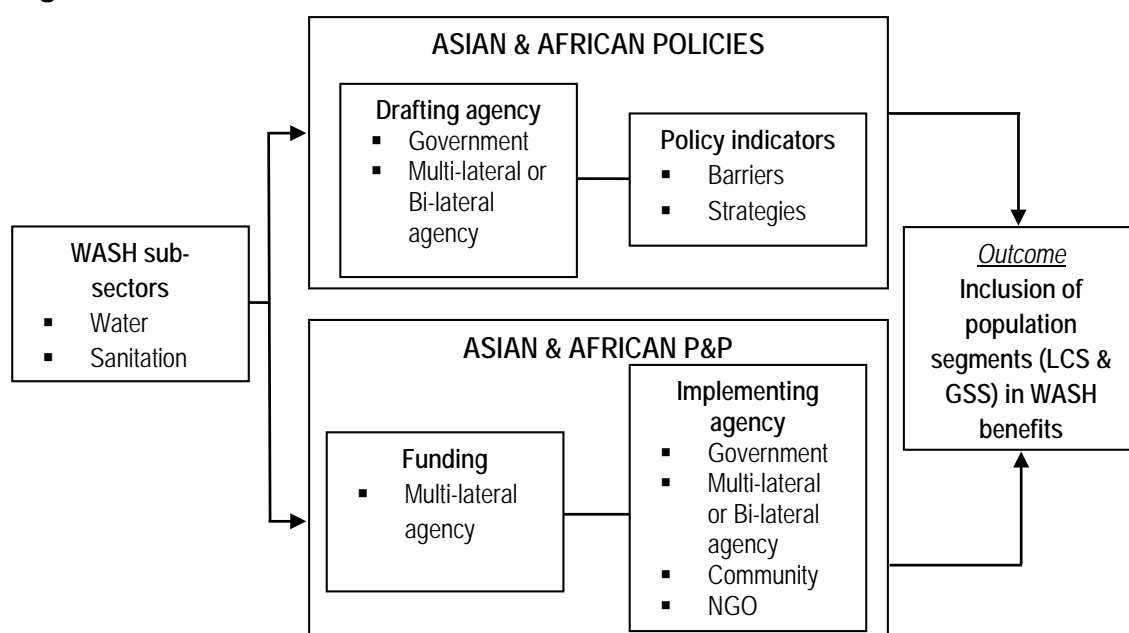 ASIAN & AFRICAN POLICIES
Drafting agency
▪ Government
▪ Multi-lateral or
Bi-lateral
agency
Policy indicators
▪ Barriers
▪ Strategies
WASH sub-
sectors
▪ Water
▪ Sanitation
ASIAN & AFRICAN P&P
Funding
▪ Multi-lateral
agency
Implementing
agency
▪ Government
▪ Multi-lateral
or Bi-lateral
agency
▪ Community
▪ NGO
Outcome
Inclusion of
population
segments (LCS &
GSS) in WASH
benefits